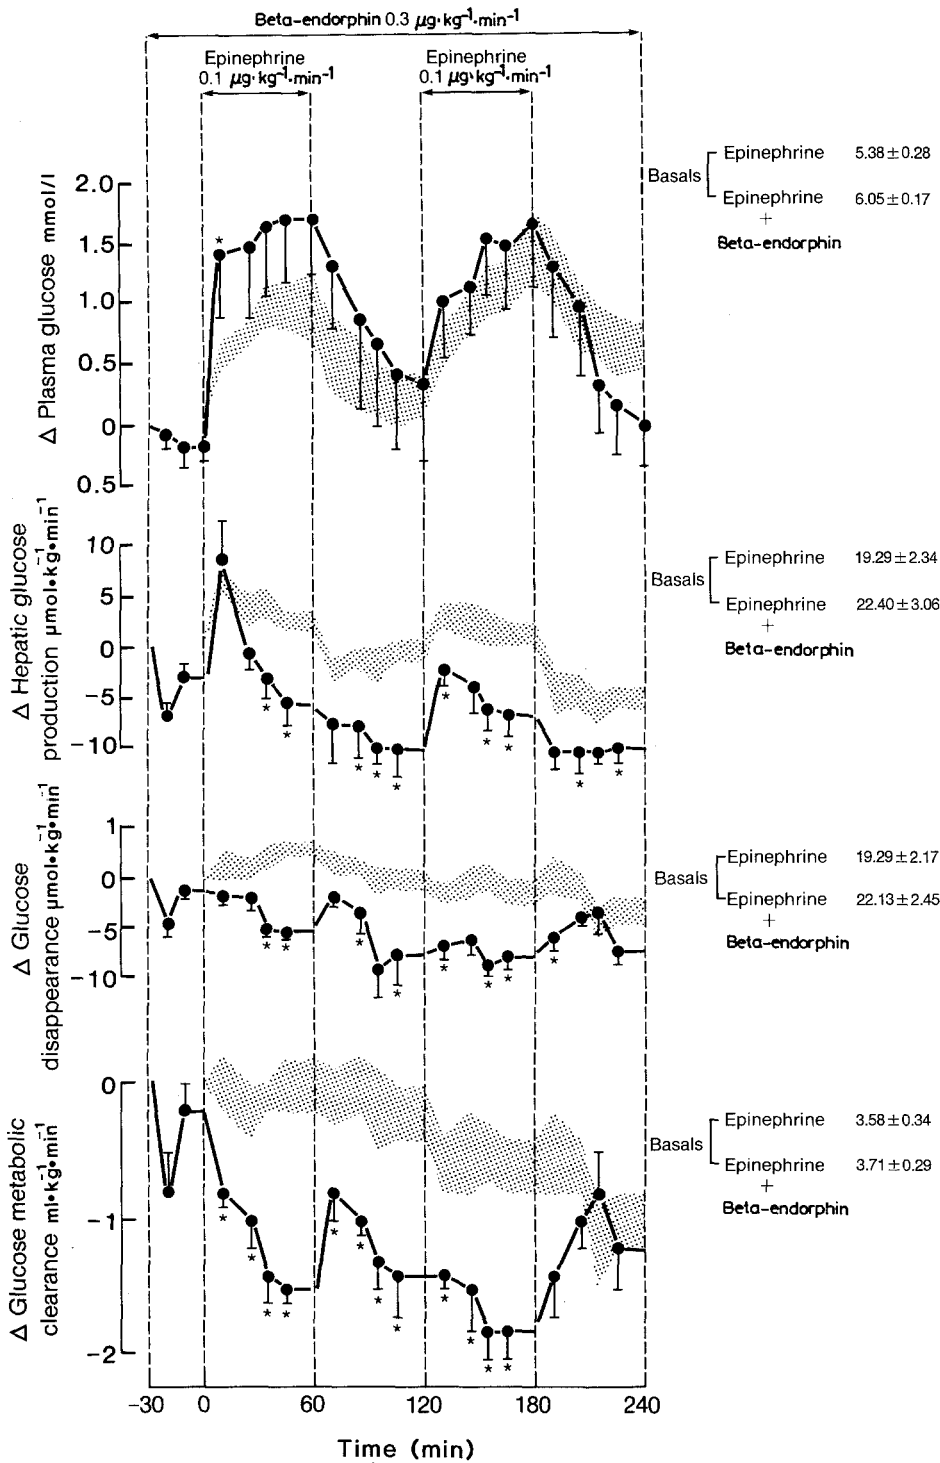 Beta-endorphin 0.3 µg·kg⁻¹·min⁻¹
Epinephrine
0.1 µg·kg⁻¹·min⁻¹
Epinephrine
0.1 µg·kg⁻¹·min⁻¹
Δ Plasma glucose mmol/l
2.0
1.5
1.0
0.5
0
0.5
Basals
Epinephrine 5.38±0.28
Epinephrine 6.05±0.17
+
Beta-endorphin
*
Δ Hepatic glucose
production µmol•kg⁻¹•min⁻¹
10
5
0
-5
-10
Basals
Epinephrine 19.29±2.34
Epinephrine 22.40±3.06
+
Beta-endorphin
* * * * * * * * * *
Δ Glucose
disappearance µmol•kg⁻¹•min⁻¹
1
0
-5
-10
Basals
Epinephrine 19.29±2.17
Epinephrine 22.13±2.45
+
Beta-endorphin
* * * * * * * *
Δ Glucose metabolic
clearance ml•kg⁻¹•min⁻¹
0
-1
-2
Basals
Epinephrine 3.58±0.34
Epinephrine 3.71±0.29
+
Beta-endorphin
* * * * * * * * * * * *
-30 0 60 120 180 240
Time (min)